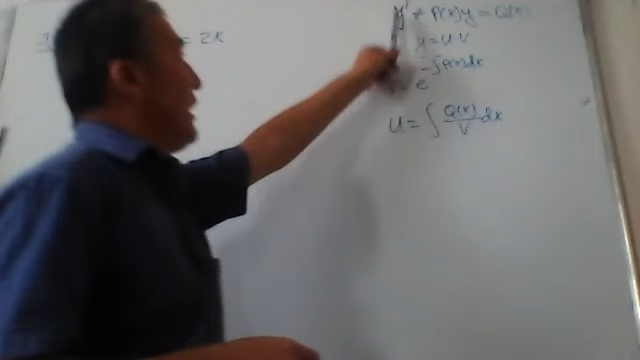 = 2x
y' + P(x)y = Q(x)
y = u v
e^{-∫P(x)dx}
u = ∫ Q(x)/v dx